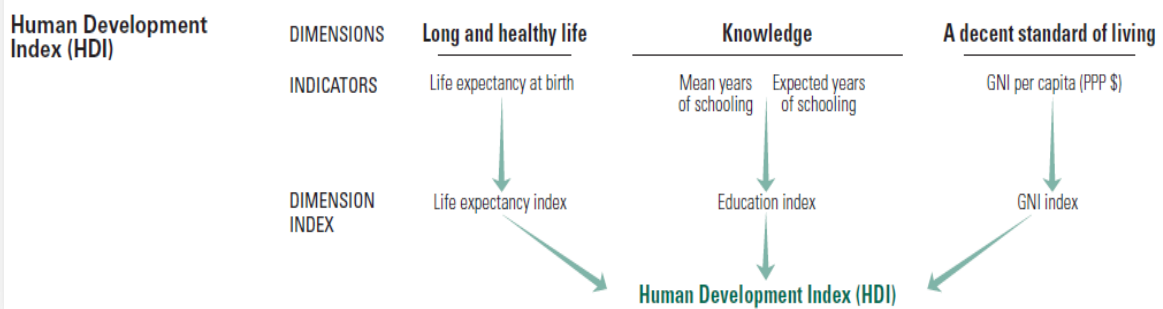 Human Development
Index (HDI)
DIMENSIONS Long and healthy life Knowledge A decent standard of living
INDICATORS Life expectancy at birth Mean years Expected years GNI per capita (PPP $)
of schooling of schooling
DIMENSION Life expectancy index Education index GNI index
INDEX
Human Development Index (HDI)